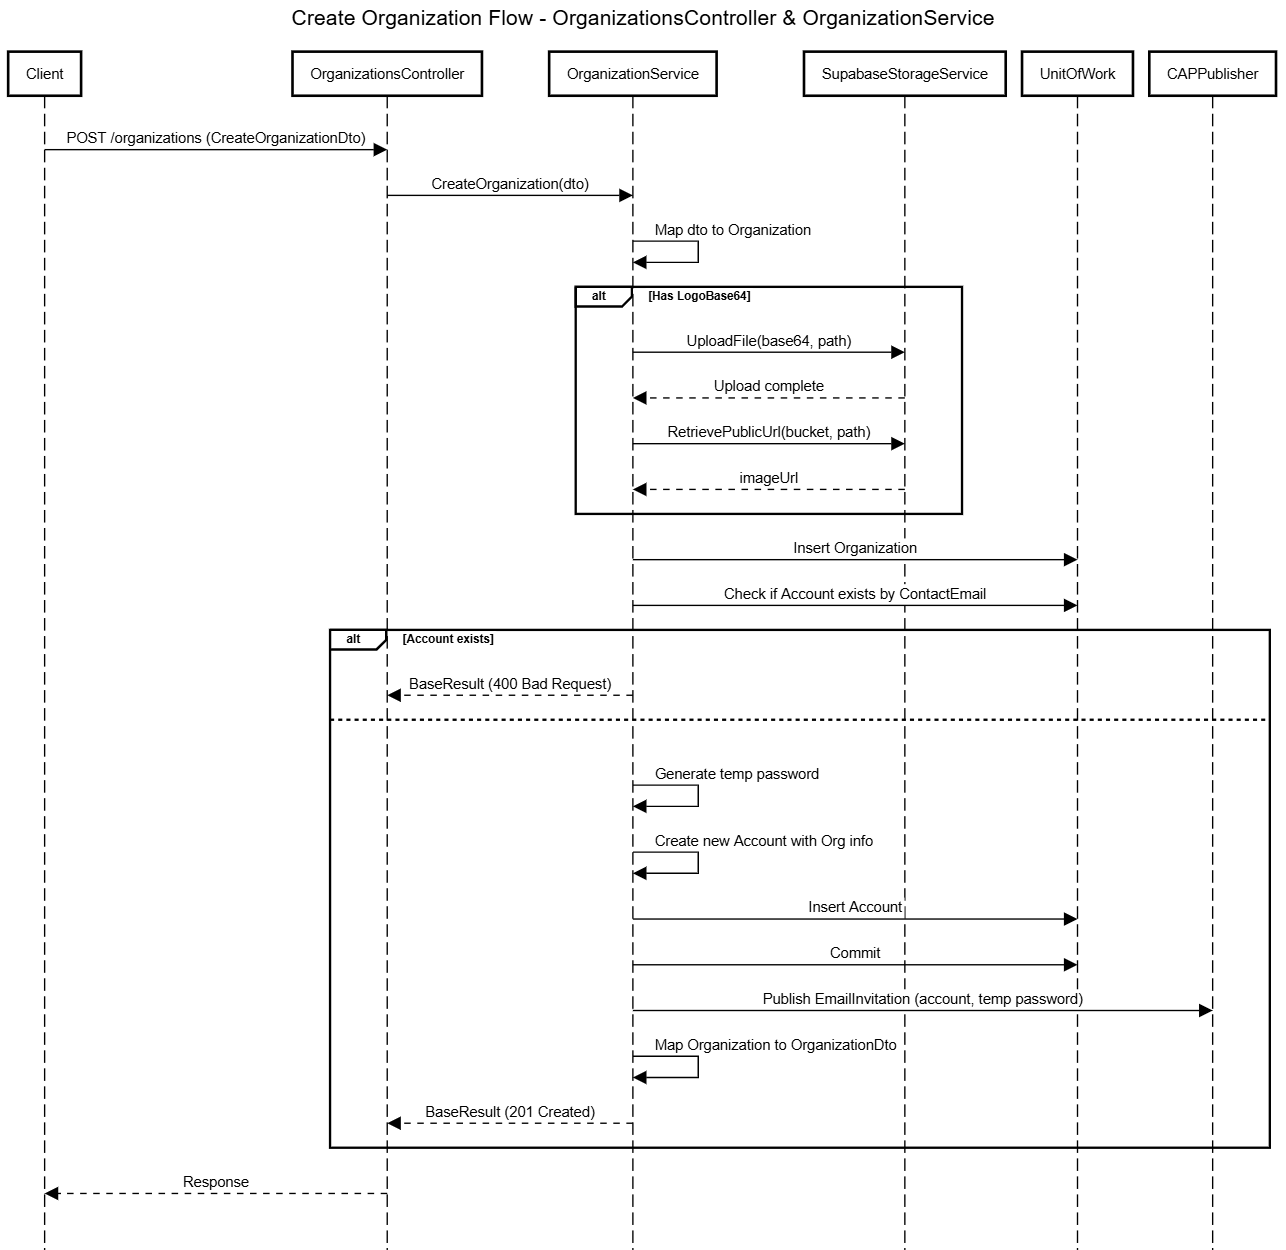 Create Organization Flow - OrganizationsController & OrganizationService
Client
OrganizationsController
OrganizationService
SupabaseStorageService
UnitOfWork
CAPPublisher
POST /organizations (CreateOrganizationDto)
CreateOrganization(dto)
Map dto to Organization
alt
[Has LogoBase64]
UploadFile(base64, path)
Upload complete
RetrievePublicUrl(bucket, path)
imageUrl
Insert Organization
Check if Account exists by ContactEmail
alt
[Account exists]
BaseResult (400 Bad Request)
Generate temp password
Create new Account with Org info
Insert Account
Commit
Publish EmailInvitation (account, temp password)
Map Organization to OrganizationDto
BaseResult (201 Created)
Response